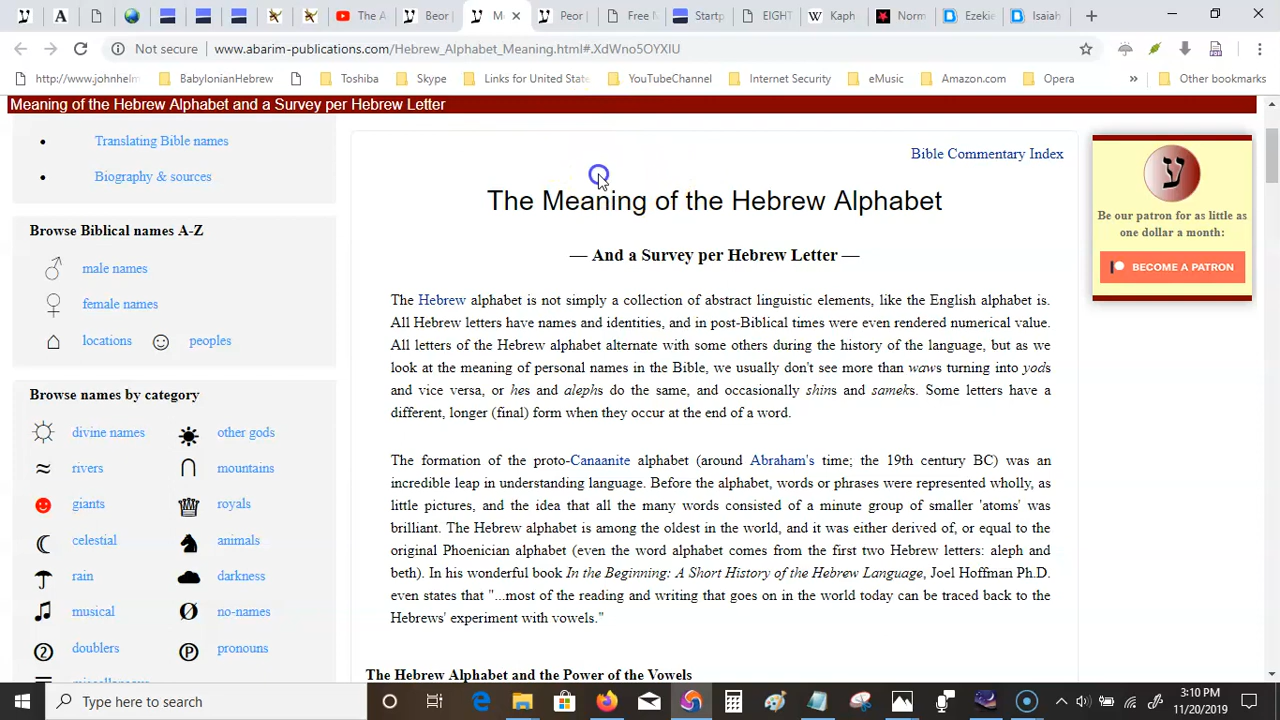 The A
Beor
M
Peor
Free
Startp
EIGHT
Raph
Norm
Ezekie
Isaiah
Not secure
www.abarim-publications.com/Hebrew_Alphabet_Meaning.html#.XdWno5OYXIU
http://www.johnhelm
BabylonianHebrew
Toshiba
Skype
Links for United State
YouTubeChannel
Internet Security
eMusic
Amazon.com
Opera
»
Other bookmarks
Meaning of the Hebrew Alphabet and a Survey per Hebrew Letter
• Translating Bible names
• Biography & sources
Browse Biblical names A-Z
♂ male names
♀ female names
locations
peoples
Browse names by category
divine names
other gods
rivers
mountains
giants
royals
celestial
animals
rain
darkness
musical
no-names
doublers
pronouns
Bible Commentary Index
The Meaning of the Hebrew Alphabet
— And a Survey per Hebrew Letter —
The Hebrew alphabet is not simply a collection of abstract linguistic elements, like the English alphabet is.
All Hebrew letters have names and identities, and in post-Biblical times were even rendered numerical value.
All letters of the Hebrew alphabet alternate with some others during the history of the language, but as we
look at the meaning of personal names in the Bible, we usually don't see more than waws turning into yods
and vice versa, or hes and alephs do the same, and occasionally shins and sameks. Some letters have a
different, longer (final) form when they occur at the end of a word.
The formation of the proto-Canaanite alphabet (around Abraham's time; the 19th century BC) was an
incredible leap in understanding language. Before the alphabet, words or phrases were represented wholly, as
little pictures, and the idea that all the many words consisted of a minute group of smaller 'atoms' was
brilliant. The Hebrew alphabet is among the oldest in the world, and it was either derived of, or equal to the
original Phoenician alphabet (even the word alphabet comes from the first two Hebrew letters: aleph and
beth). In his wonderful book In the Beginning: A Short History of the Hebrew Language, Joel Hoffman Ph.D.
even states that "...most of the reading and writing that goes on in the world today can be traced back to the
Hebrews' experiment with vowels."
The Hebrew Alphabet and the Power of the Vowels
ע
Be our patron for as little as
one dollar a month:
BECOME A PATRON
Type here to search
3:10 PM
11/20/2019